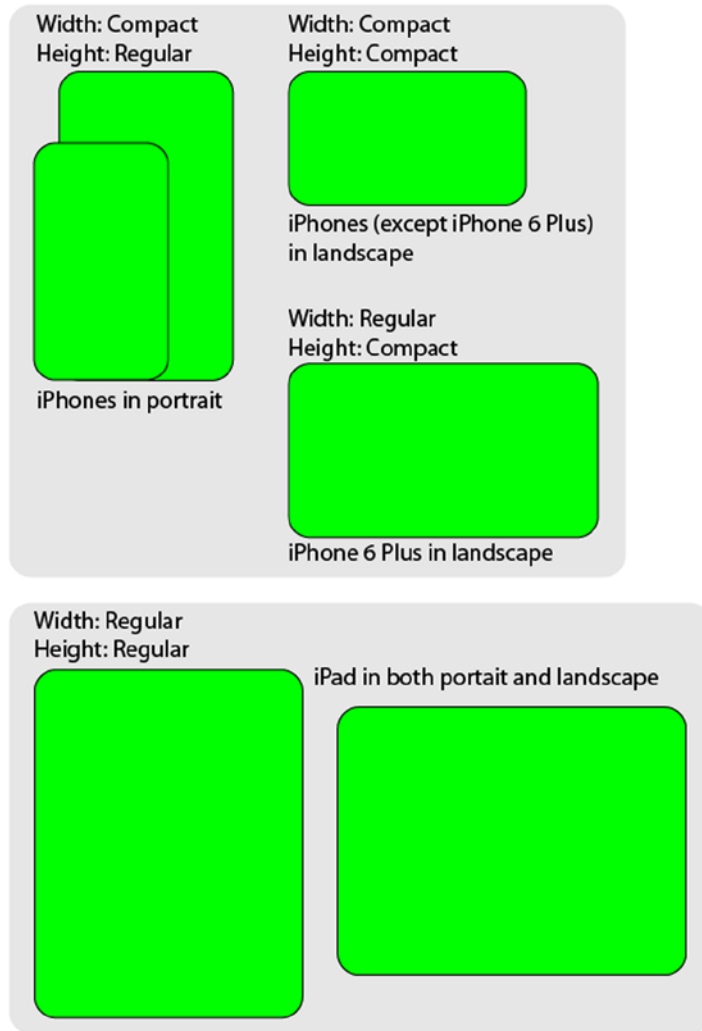 Width: Compact
Height: Regular
iPhones in portrait
Width: Compact
Height: Compact
iPhones (except iPhone 6 Plus)
in landscape
Width: Regular
Height: Compact
iPhone 6 Plus in landscape
Width: Regular
Height: Regular
iPad in both portait and landscape